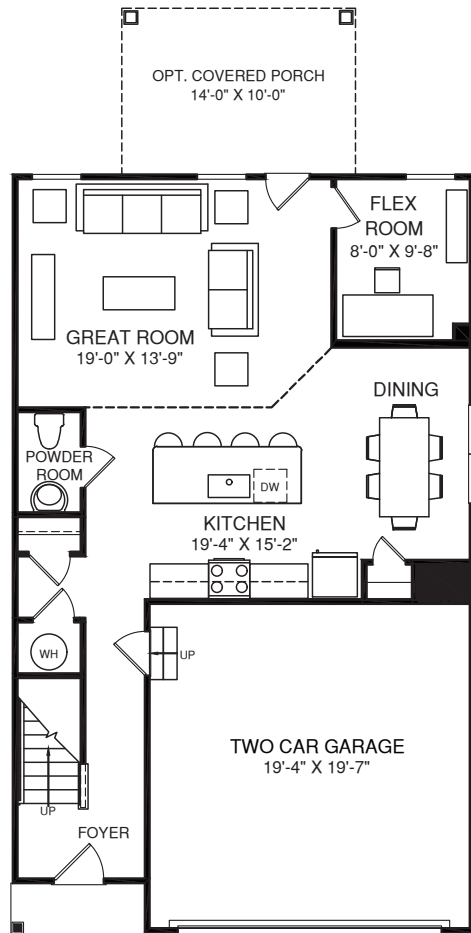 OPT. COVERED PORCH
14'-0" X 10'-0"
FLEX
ROOM
8'-0" X 9'-8"
GREAT ROOM
19'-0" X 13'-9"
DINING
POWDER
ROOM
DW
KITCHEN
19'-4" X 15'-2"
WH
UP
TWO CAR GARAGE
19'-4" X 19'-7"
UP
FOYER